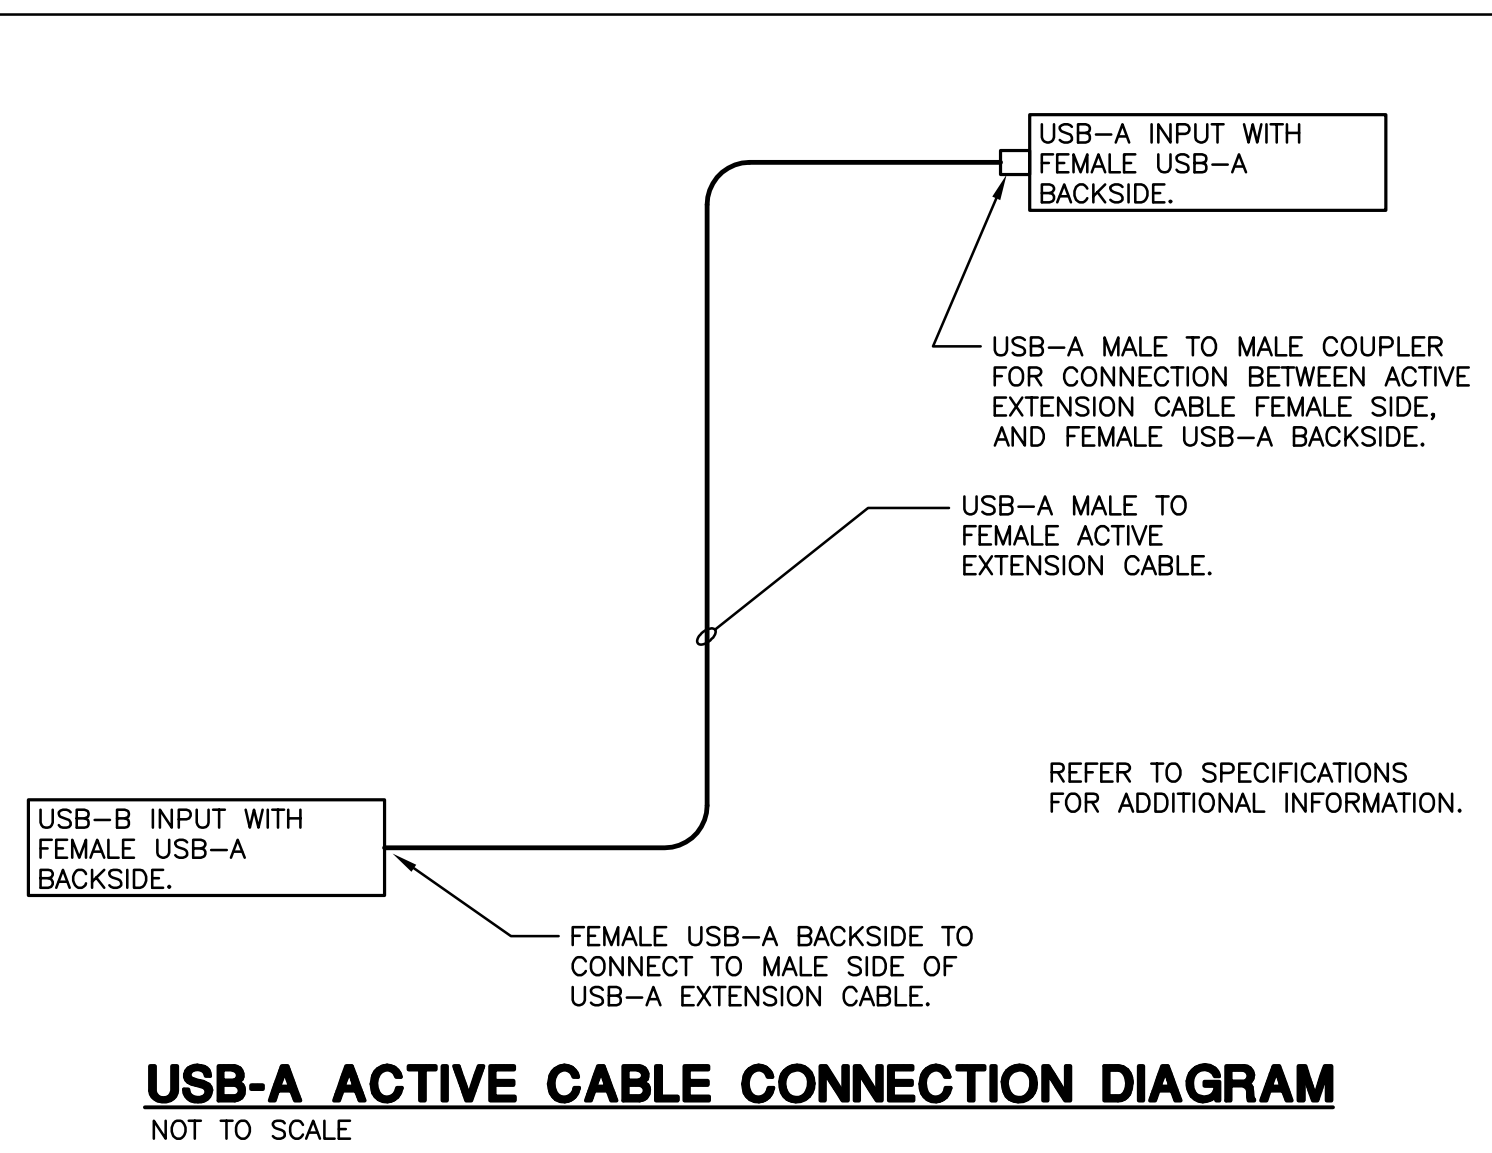 USB-A INPUT WITH
FEMALE USB-A
BACKSIDE.
USB-A MALE TO MALE COUPLER
FOR CONNECTION BETWEEN ACTIVE
EXTENSION CABLE FEMALE SIDE,
AND FEMALE USB-A BACKSIDE.
USB-A MALE TO
FEMALE ACTIVE
EXTENSION CABLE.
REFER TO SPECIFICATIONS
FOR ADDITIONAL INFORMATION.
USB-B INPUT WITH
FEMALE USB-A
BACKSIDE.
FEMALE USB-A BACKSIDE TO
CONNECT TO MALE SIDE OF
USB-A EXTENSION CABLE.
USB-A ACTIVE CABLE CONNECTION DIAGRAM
NOT TO SCALE